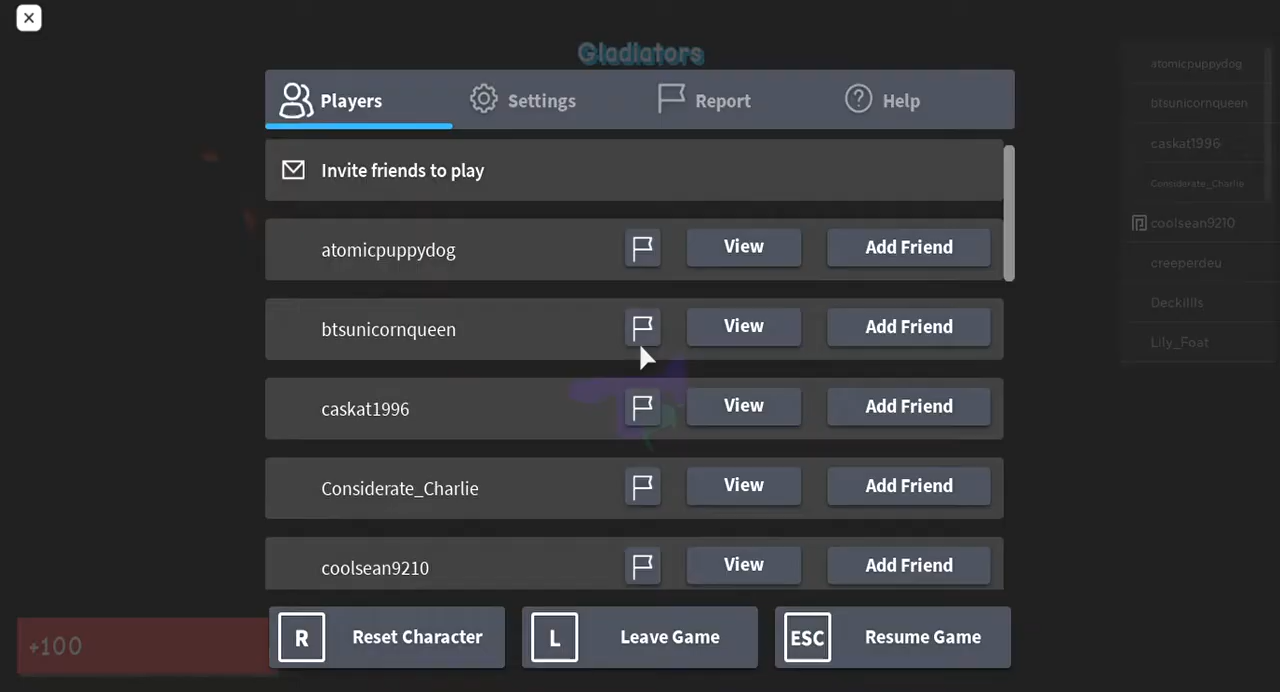 Gladiators
Players
Settings
Report
? Help
Invite friends to play
atomicpuppydog
View
Add Friend
btsunicornqueen
View
Add Friend
caskat1996
View
Add Friend
Considerate_Charlie
View
Add Friend
coolsean9210
View
Add Friend
R Reset Character
L Leave Game
ESC Resume Game
+100
atomicpuppydog
btsunicornqueen
caskat1996
Considerate_Charlie
coolsean9210
creeperdeu
Deckillls
Lily_Foat